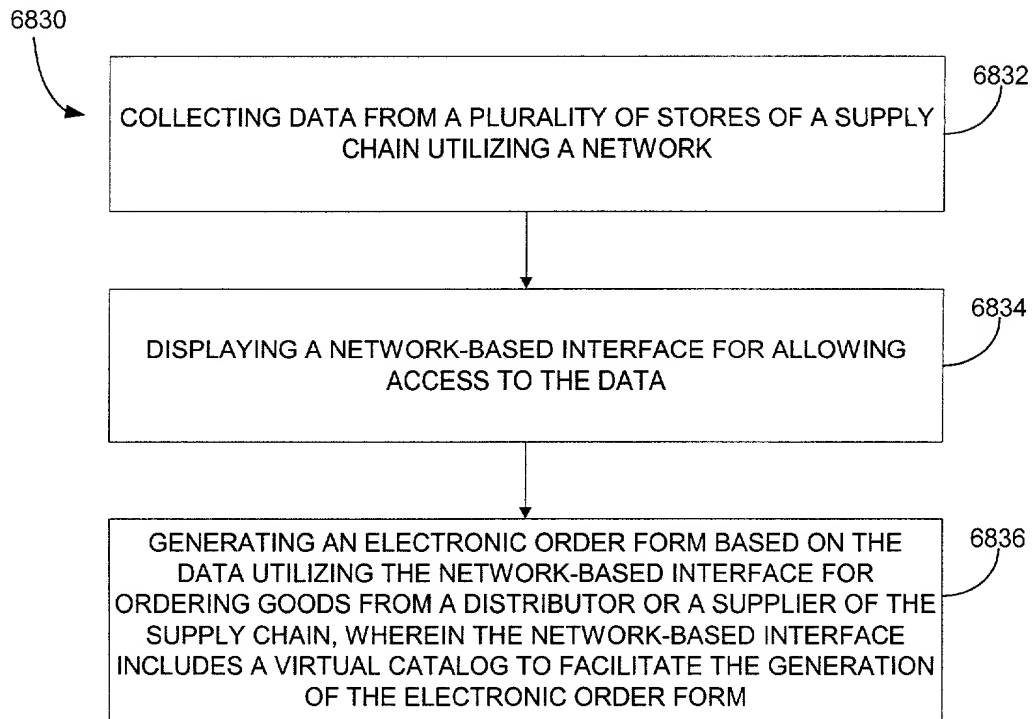 6830
6832
COLLECTING DATA FROM A PLURALITY OF STORES OF A SUPPLY
CHAIN UTILIZING A NETWORK
6834
DISPLAYING A NETWORK-BASED INTERFACE FOR ALLOWING
ACCESS TO THE DATA
6836
GENERATING AN ELECTRONIC ORDER FORM BASED ON THE
DATA UTILIZING THE NETWORK-BASED INTERFACE FOR
ORDERING GOODS FROM A DISTRIBUTOR OR A SUPPLIER OF THE
SUPPLY CHAIN, WHEREIN THE NETWORK-BASED INTERFACE
INCLUDES A VIRTUAL CATALOG TO FACILITATE THE GENERATION
OF THE ELECTRONIC ORDER FORM